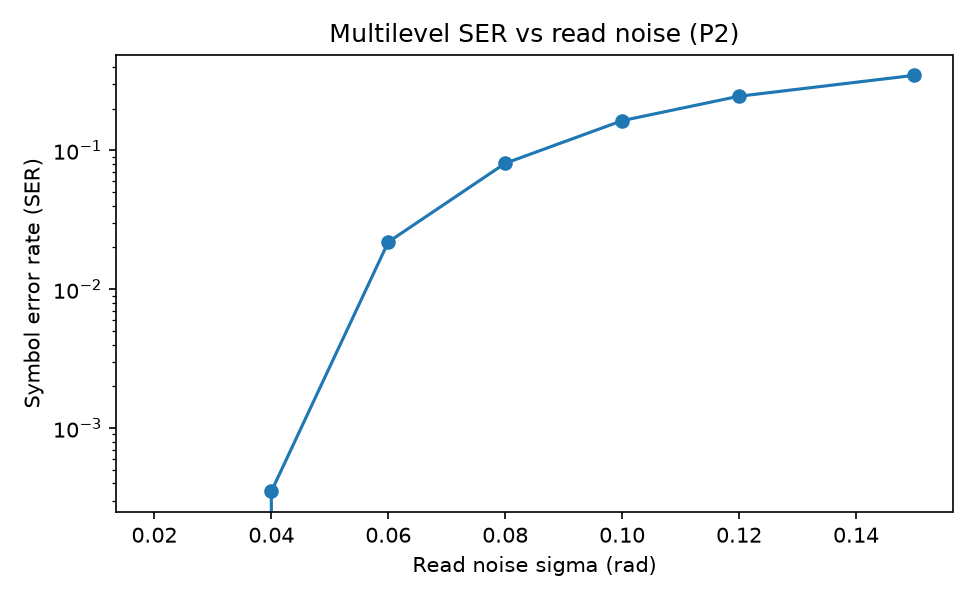 Multilevel SER vs read noise (P2)
Symbol error rate (SER)
10⁻¹
10⁻²
10⁻³
0.02 0.04 0.06 0.08 0.10 0.12 0.14
Read noise sigma (rad)